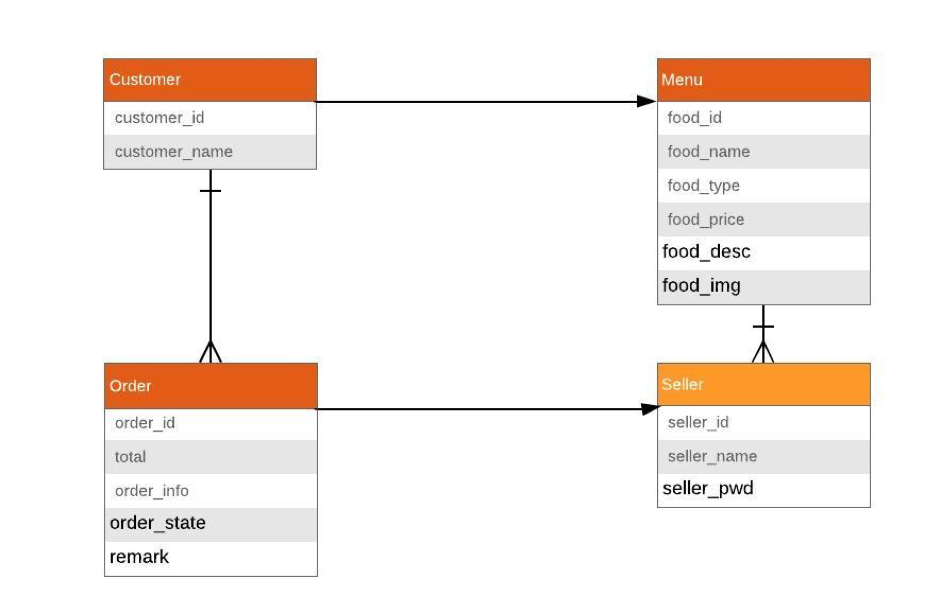 Customer
customer_id
customer_name
Menu
food_id
food_name
food_type
food_price
food_desc
food_img
Order
order_id
total
order_info
order_state
remark
Seller
seller_id
seller_name
seller_pwd